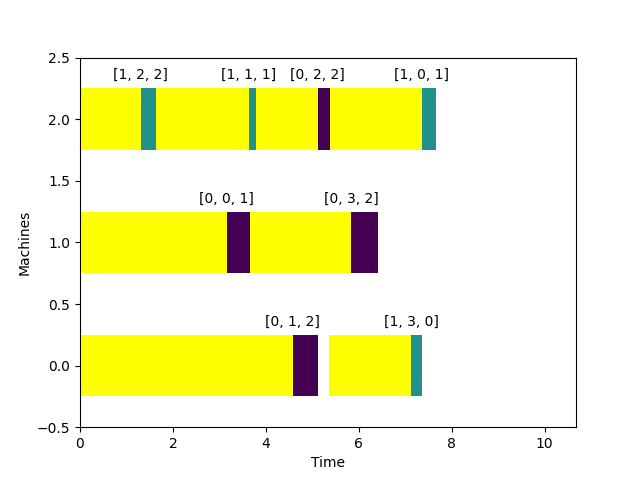 2.5
[1, 2, 2] [1, 1, 1] [0, 2, 2] [1, 0, 1]
2.0
1.5
[0, 0, 1] [0, 3, 2]
1.0
Machines
0.5
[0, 1, 2] [1, 3, 0]
0.0
−0.5
0 2 4 6 8 10
Time